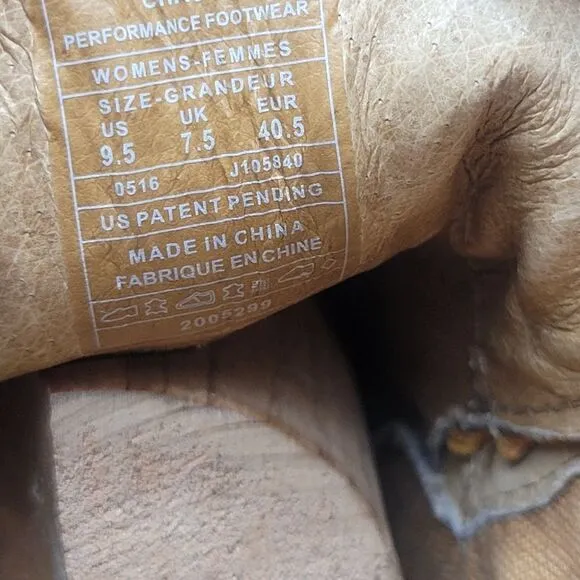 PERFORMANCE FOOTWEAR
WOMENS-FEMMES
SIZE-GRANDEUR
US UK EUR
9.5 7.5 40.5
0516 J105840
US PATENT PENDING
MADE IN CHINA
FABRIQUE EN CHINE
2005299